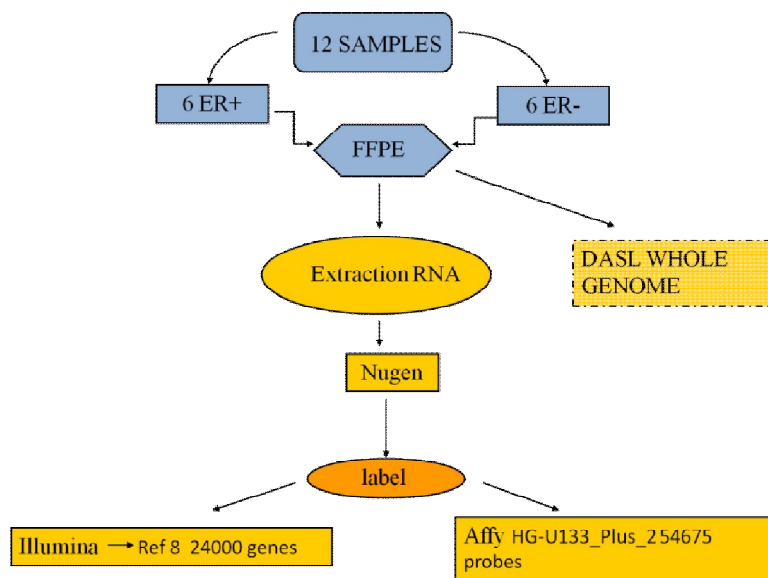 12 SAMPLES
6 ER+
6 ER-
FFPE
DASL WHOLE
GENOME
Extraction RNA
Nugen
label
Illumina → Ref 8 24000 genes
Affy HG-U133_Plus_2 54675
probes